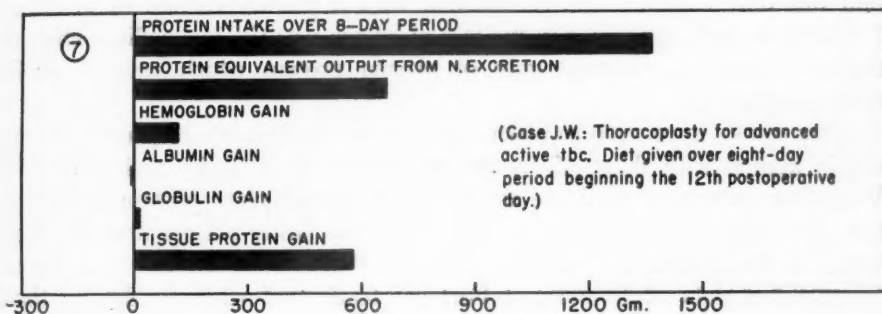 7
PROTEIN INTAKE OVER 8-DAY PERIOD
PROTEIN EQUIVALENT OUTPUT FROM N. EXCRETION
HEMOGLOBIN GAIN
ALBUMIN GAIN
GLOBULIN GAIN
TISSUE PROTEIN GAIN
(Case J.W.: Thoracoplasty for advanced
active tbc. Diet given over eight-day
period beginning the 12th postoperative
day.)
-300 0 300 600 900 1200 Gm. 1500